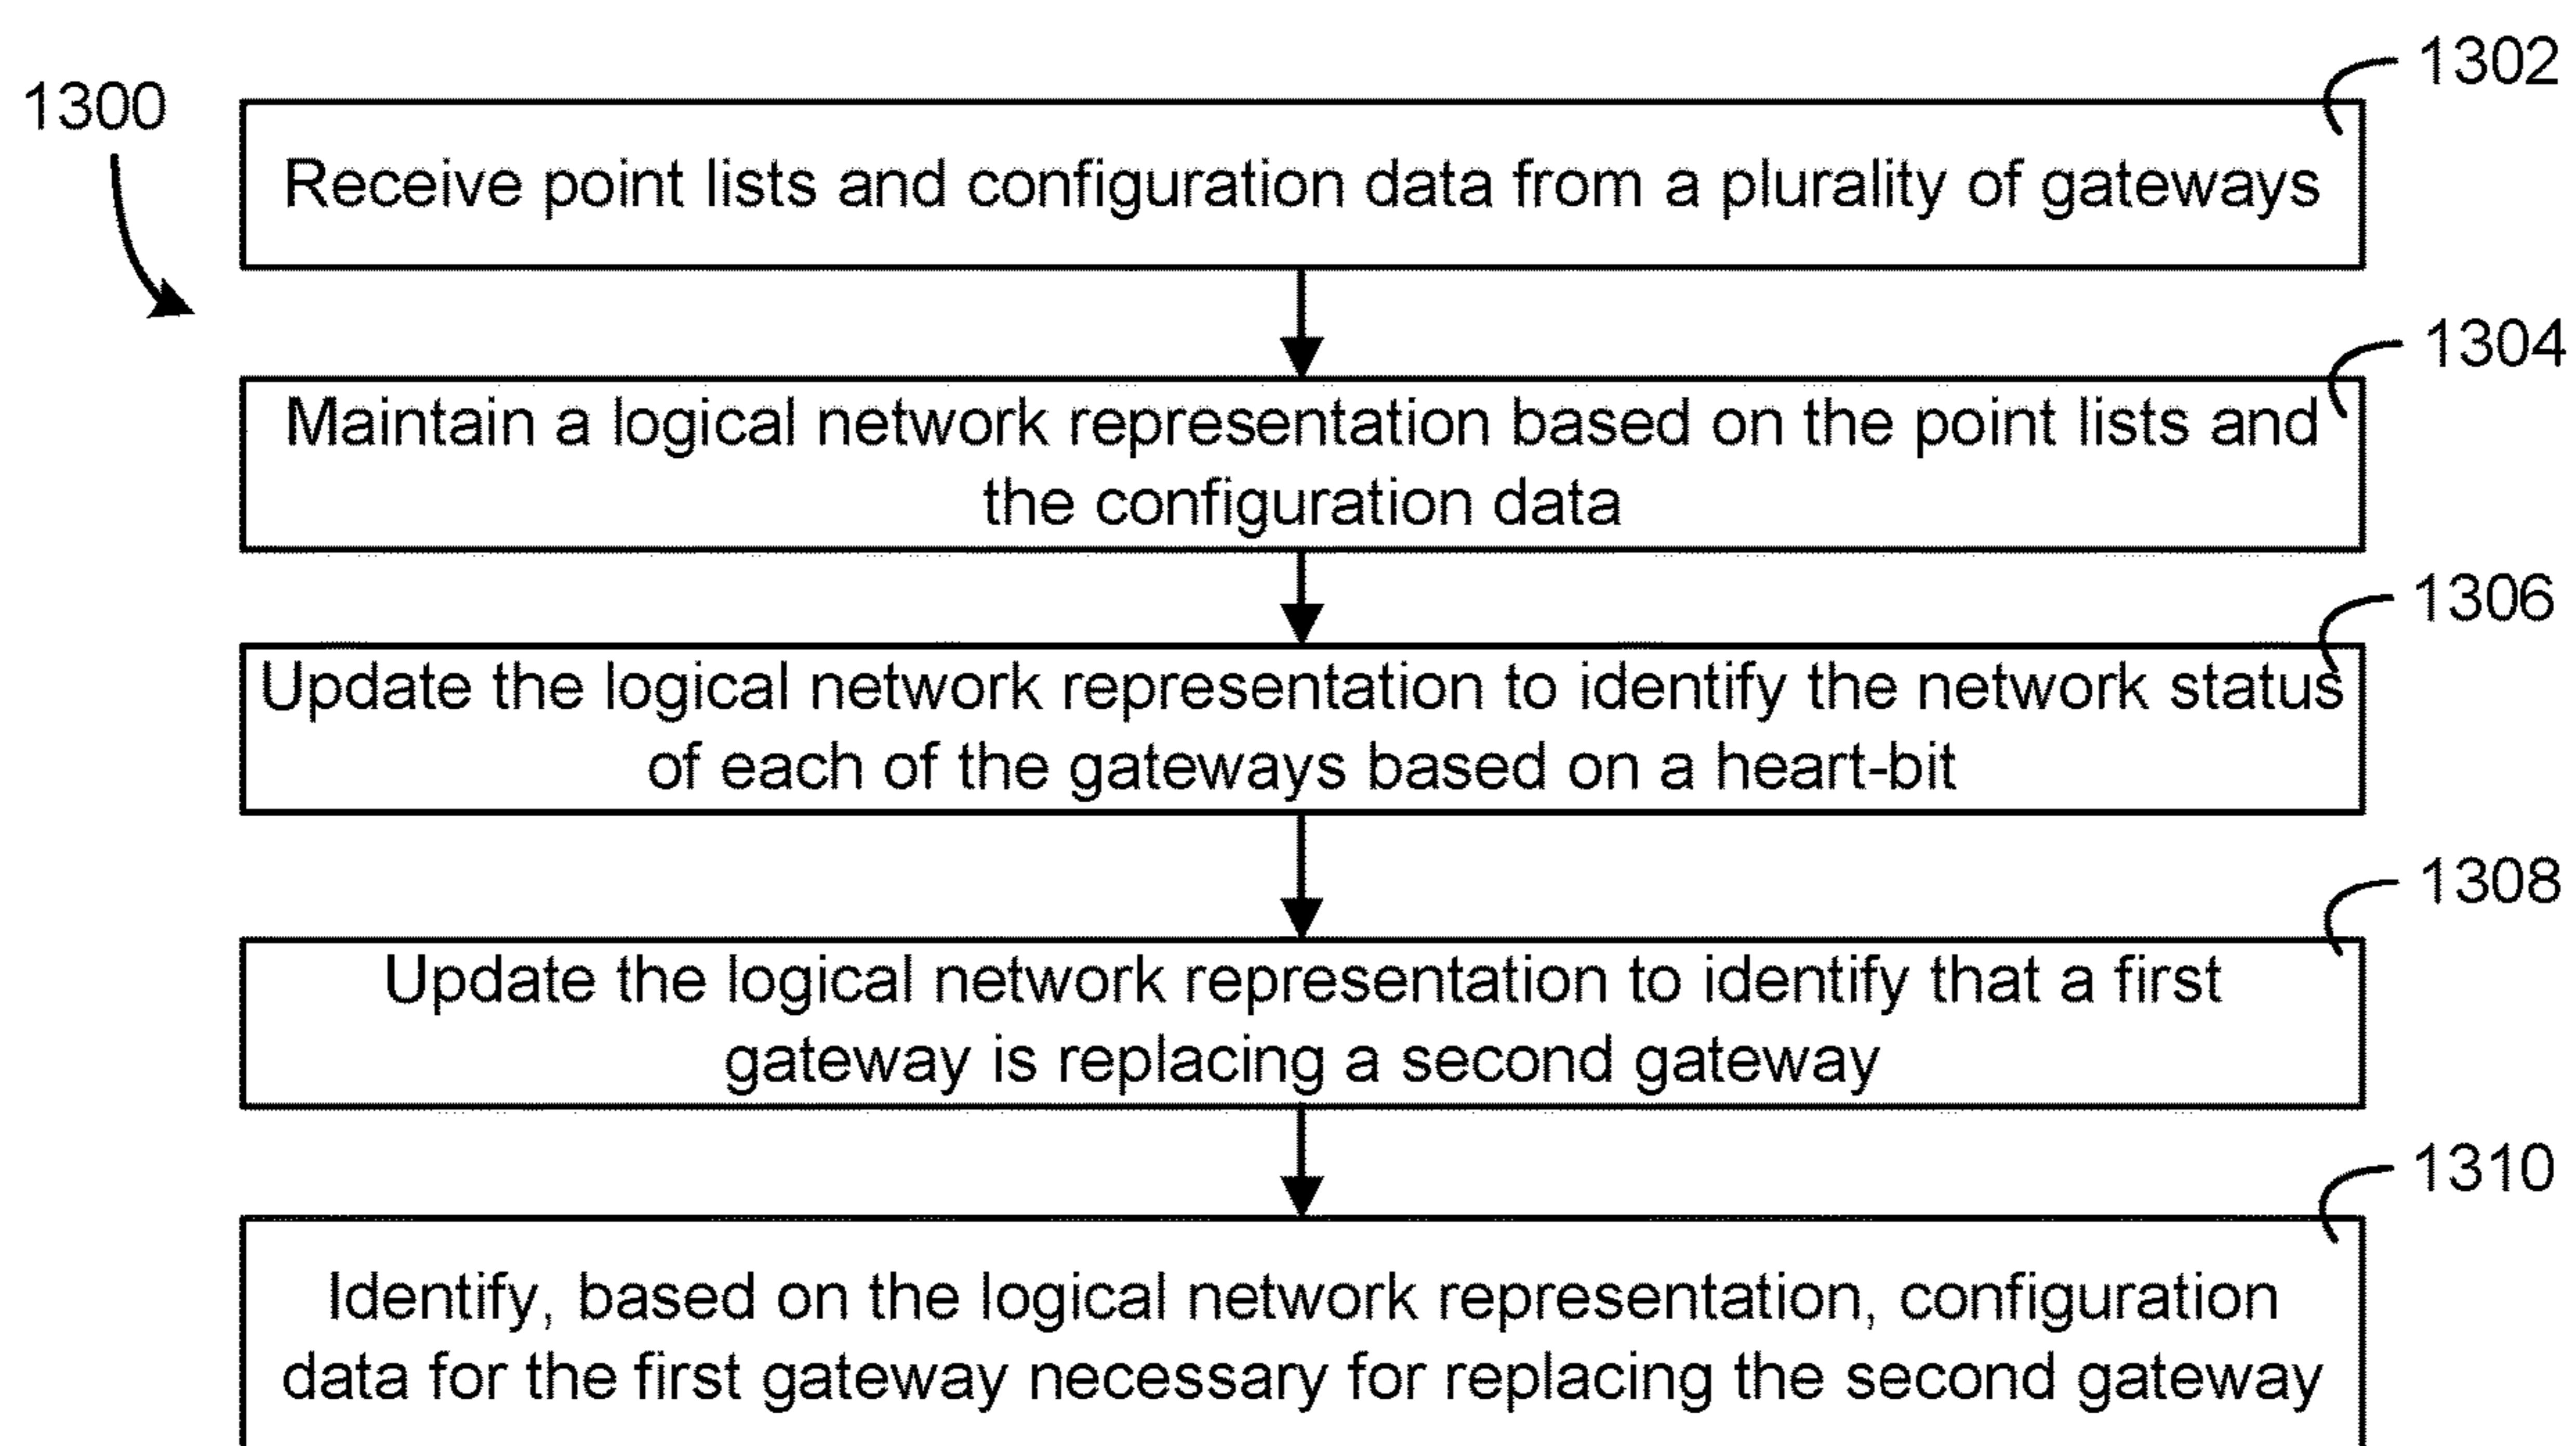 1300
1302
Receive point lists and configuration data from a plurality of gateways
1304
Maintain a logical network representation based on the point lists and
the configuration data
1306
Update the logical network representation to identify the network status
of each of the gateways based on a heart-bit
1308
Update the logical network representation to identify that a first
gateway is replacing a second gateway
1310
Identify, based on the logical network representation, configuration
data for the first gateway necessary for replacing the second gateway